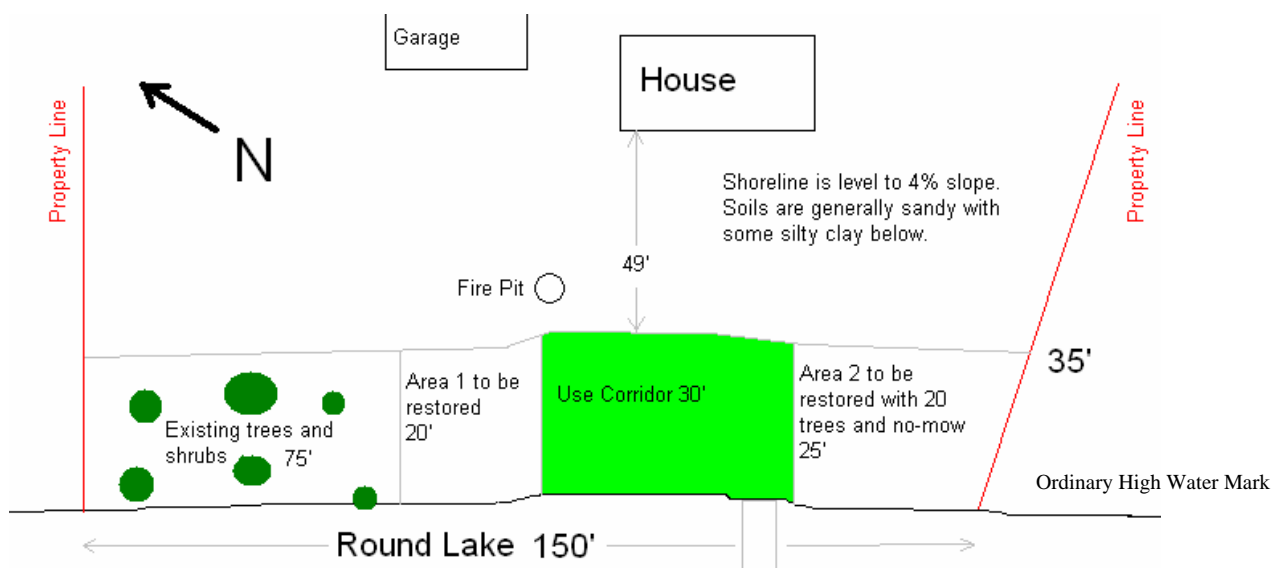 Garage
House
Property Line
N
Property Line
Shoreline is level to 4% slope.
Soils are generally sandy with
some silty clay below.
49'
Fire Pit
35'
Area 1 to be
restored
20'
Use Corridor 30'
Area 2 to be
restored with 20
trees and no-mow
25'
Existing trees and
shrubs 75'
Ordinary High Water Mark
Round Lake 150'